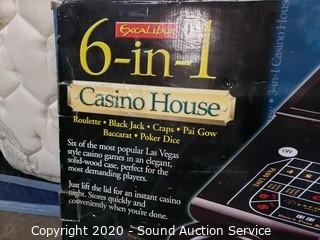 EXCALIBUR
6-in-1
Casino House
Roulette • Black Jack • Craps • Pai Gow
Baccarat • Poker Dice
Six of the most popular Las Vegas
style casino games in an elegant,
solid-wood case, perfect for the
most demanding players.
Just lift the lid for an instant casino
night. Stores quickly and
conveniently when you're done.
3-in-1 Casino House
ON
Copyright 2020 - Sound Auction Service